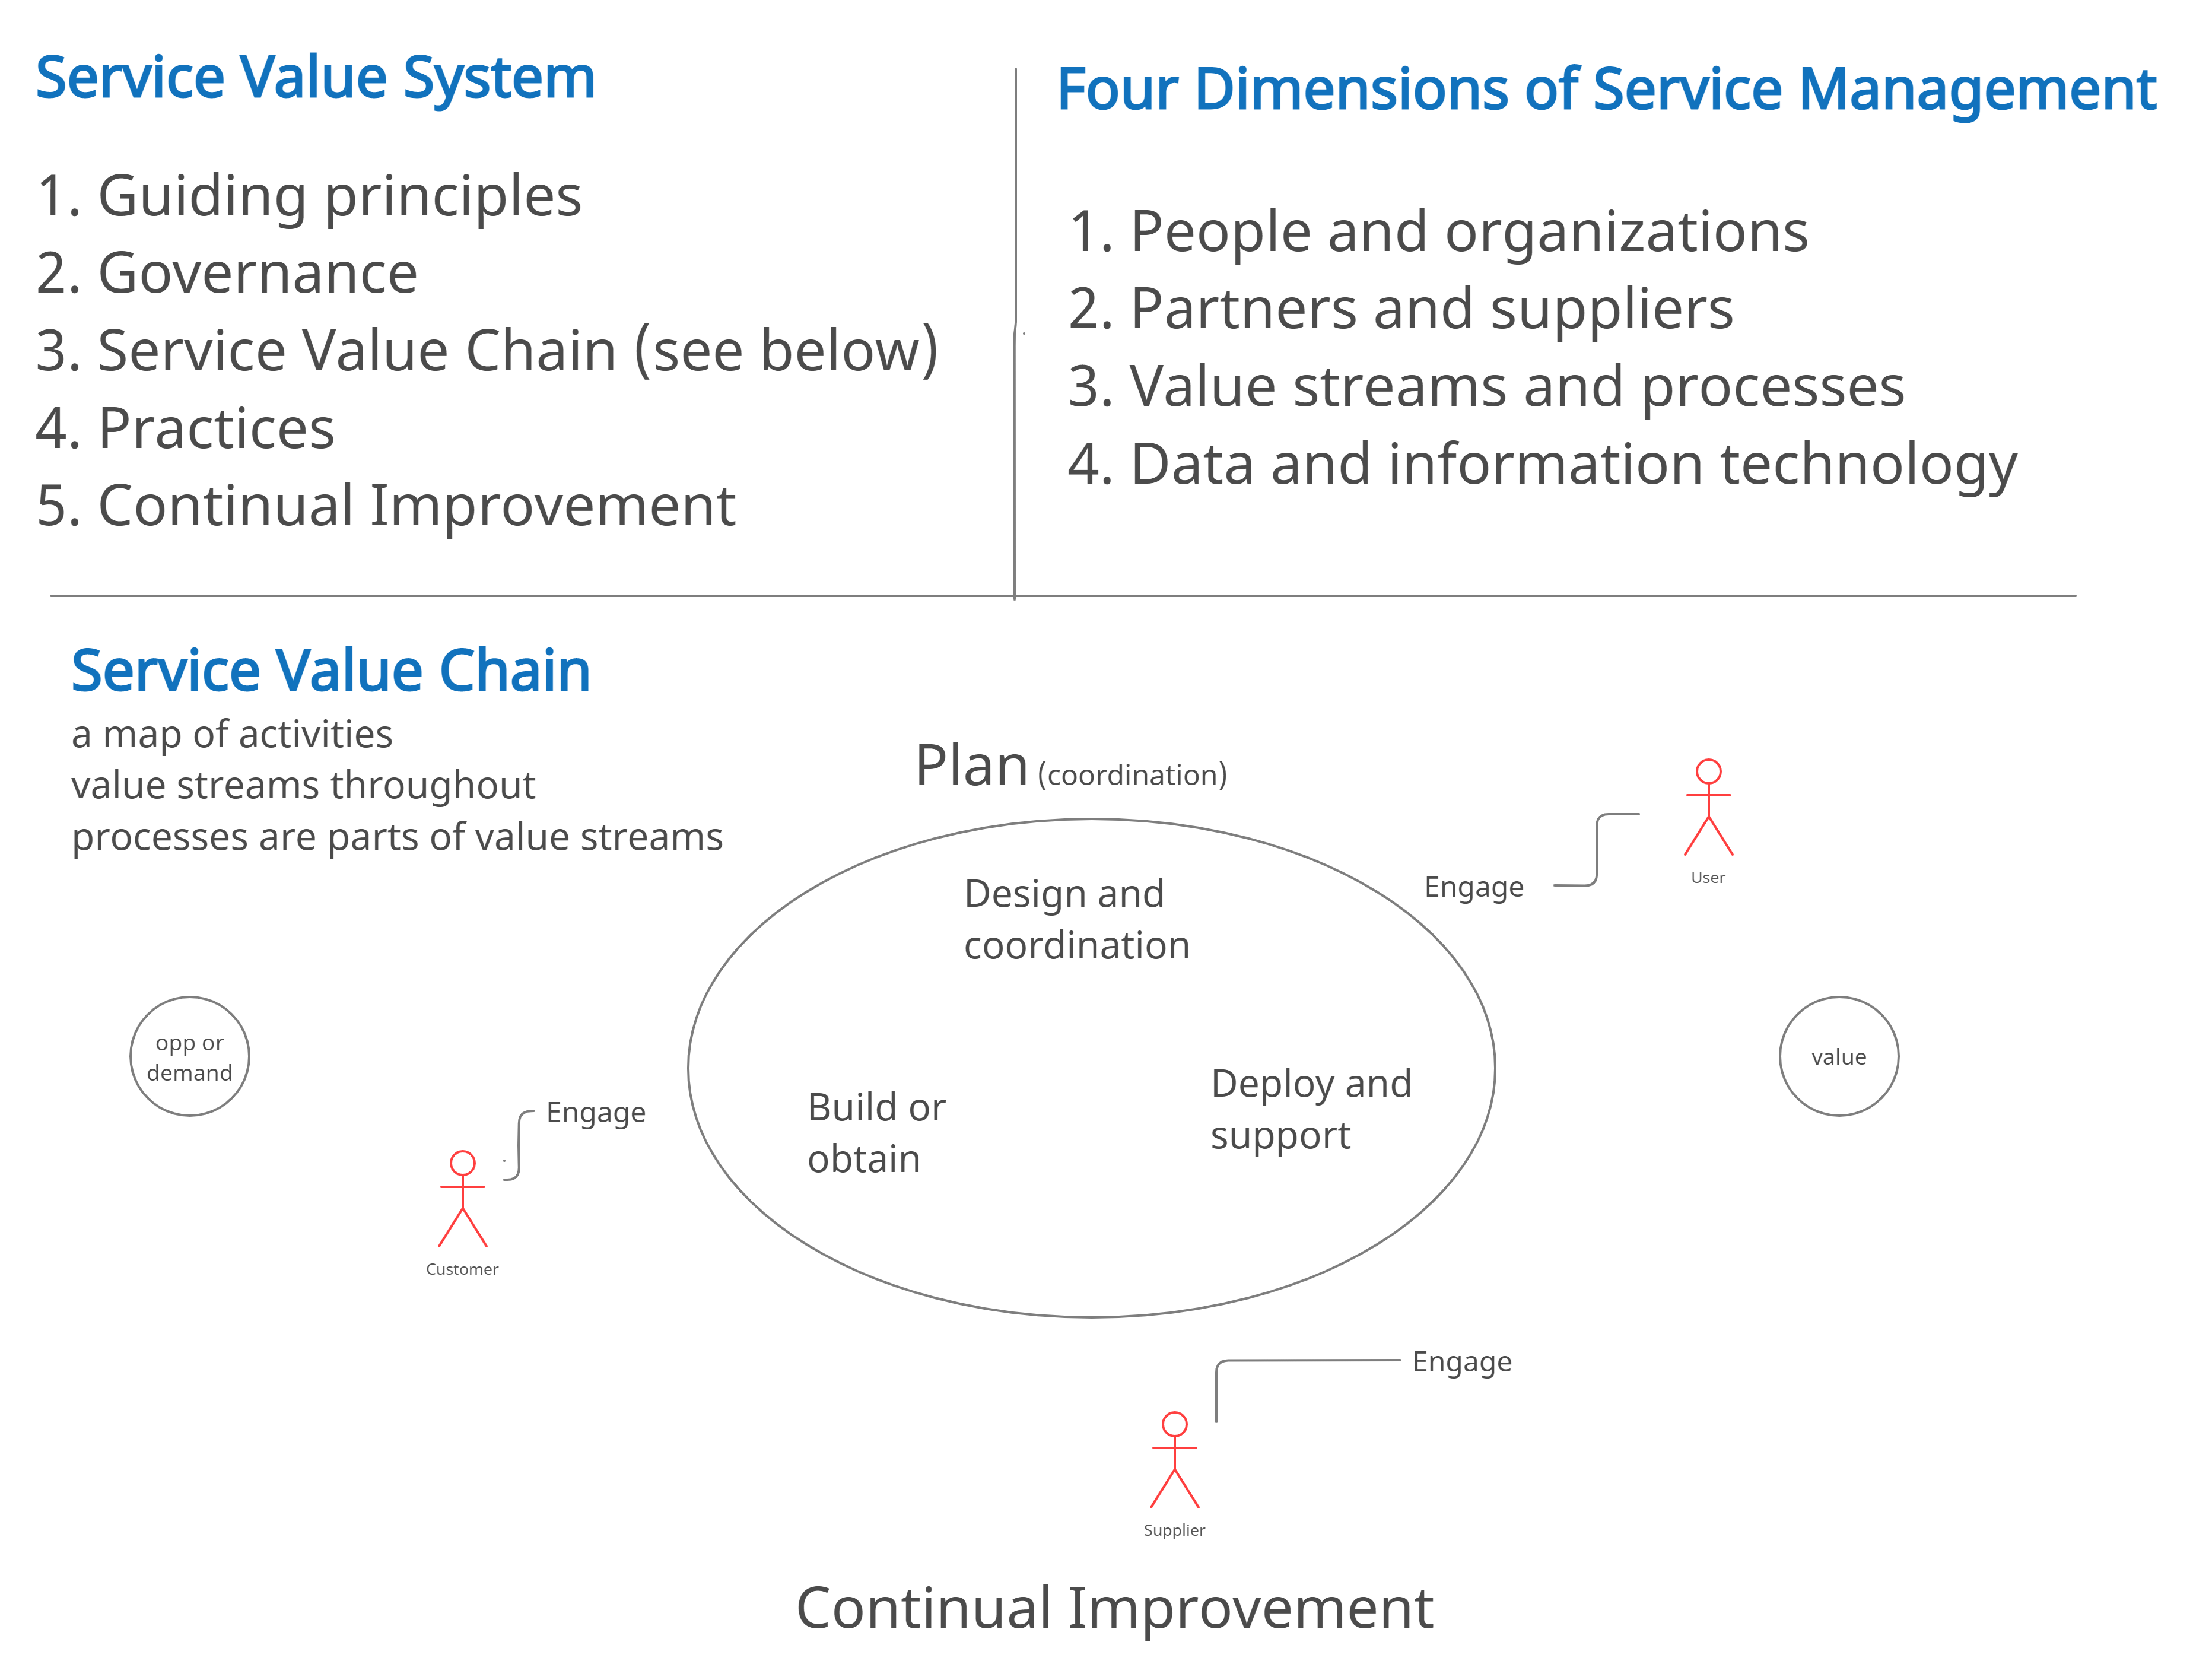 Service Value System
1. Guiding principles
2. Governance
3. Service Value Chain (see below)
4. Practices
5. Continual Improvement
Four Dimensions of Service Management
1. People and organizations
2. Partners and suppliers
3. Value streams and processes
4. Data and information technology
Service Value Chain
a map of activities
value streams throughout
processes are parts of value streams
Plan (coordination)
User
Engage
Design and
coordination
opp or
demand
value
Deploy and
support
Build or
obtain
Engage
Customer
Engage
Supplier
Continual Improvement